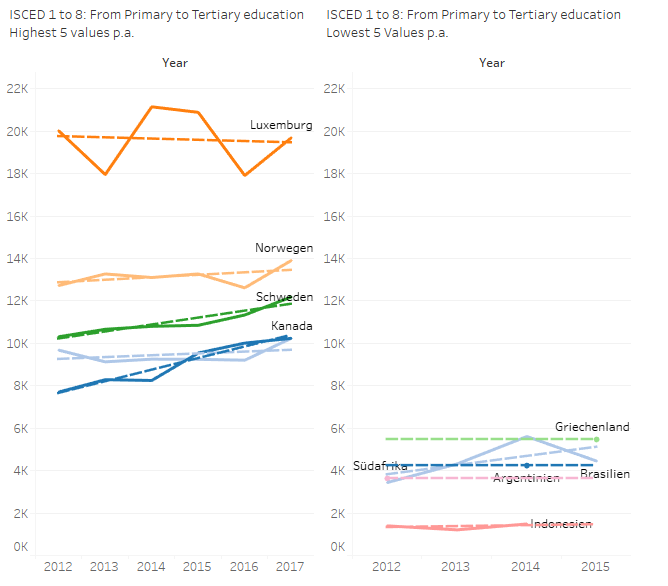 ISCED 1 to 8: From Primary to Tertiary education
Highest 5 values p.a.
Year
22K
20K
18K
16K
14K
12K
10K
8K
6K
4K
2K
0K
Luxemburg
Norwegen
Schweden
Kanada
2012 2013 2014 2015 2016 2017
ISCED 1 to 8: From Primary to Tertiary education
Lowest 5 Values p.a.
Year
22K
20K
18K
16K
14K
12K
10K
8K
6K
4K
2K
0K
Griechenland
Südafrika
Brasilien
Argentinien
Indonesien
2012 2013 2014 2015